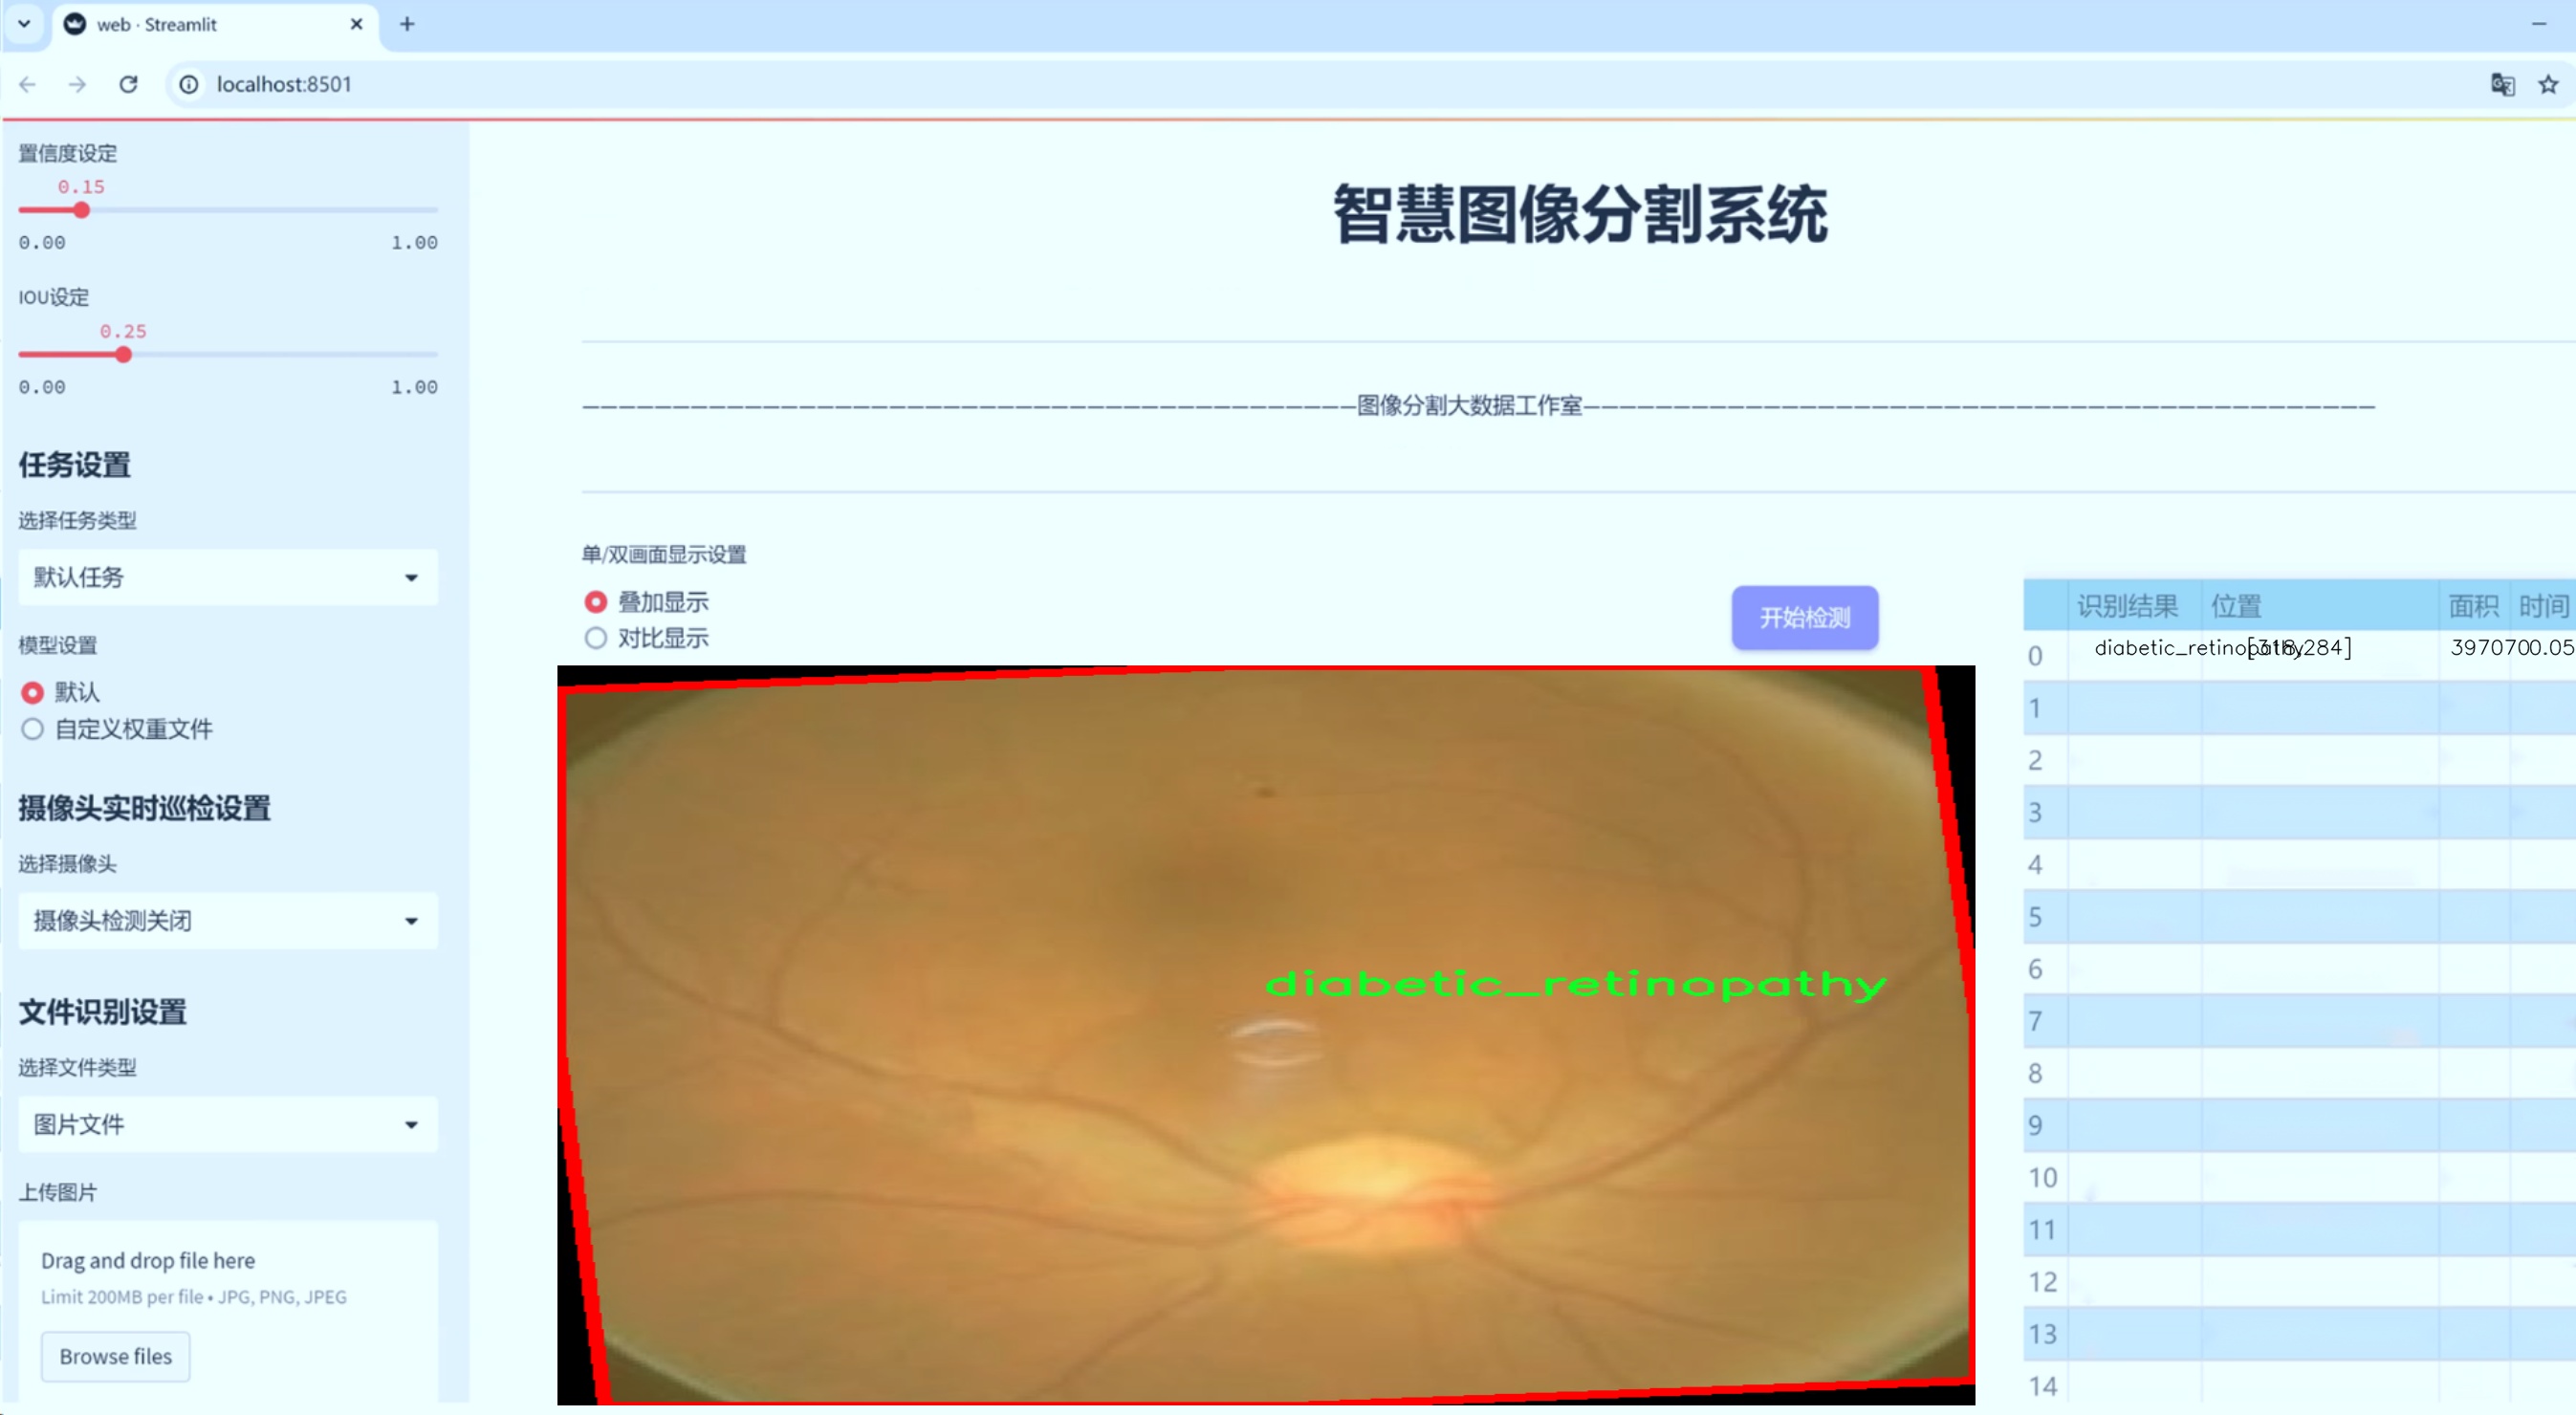 web · Streamlit
localhost:8501
置信度设定
0.15
0.00 1.00
IOU设定
0.25
0.00 1.00
任务设置
选择任务类型
默认任务
模型设置
默认
自定义权重文件
摄像头实时巡检设置
选择摄像头
摄像头检测关闭
文件识别设置
选择文件类型
图片文件
上传图片
Drag and drop file here
Limit 200MB per file • JPG, PNG, JPEG
Browse files
智慧图像分割系统
图像分割大数据工作室
单/双画面显示设置
叠加显示
对比显示
开始检测
diabetic_retinopathy
识别结果 位置 面积 时间
0 diabetic_retinopathy [318,284] 3970700.05
1
2
3
4
5
6
7
8
9
10
11
12
13
14